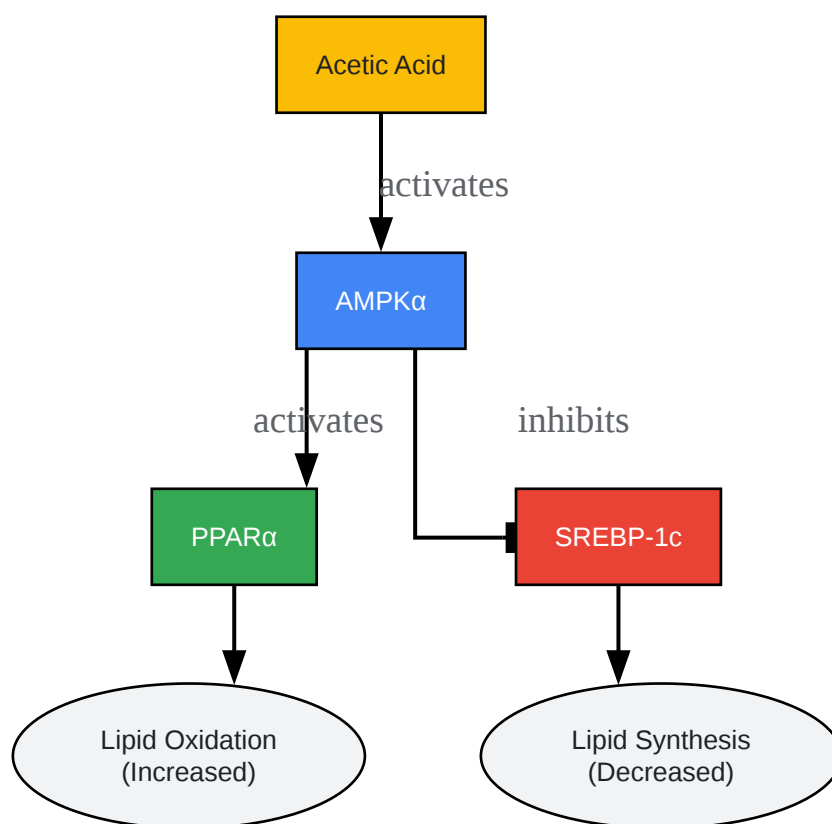 Acetic Acid
activates
AMPKα
activates
inhibits
PPARα
SREBP-1c
Lipid Oxidation
(Increased)
Lipid Synthesis
(Decreased)